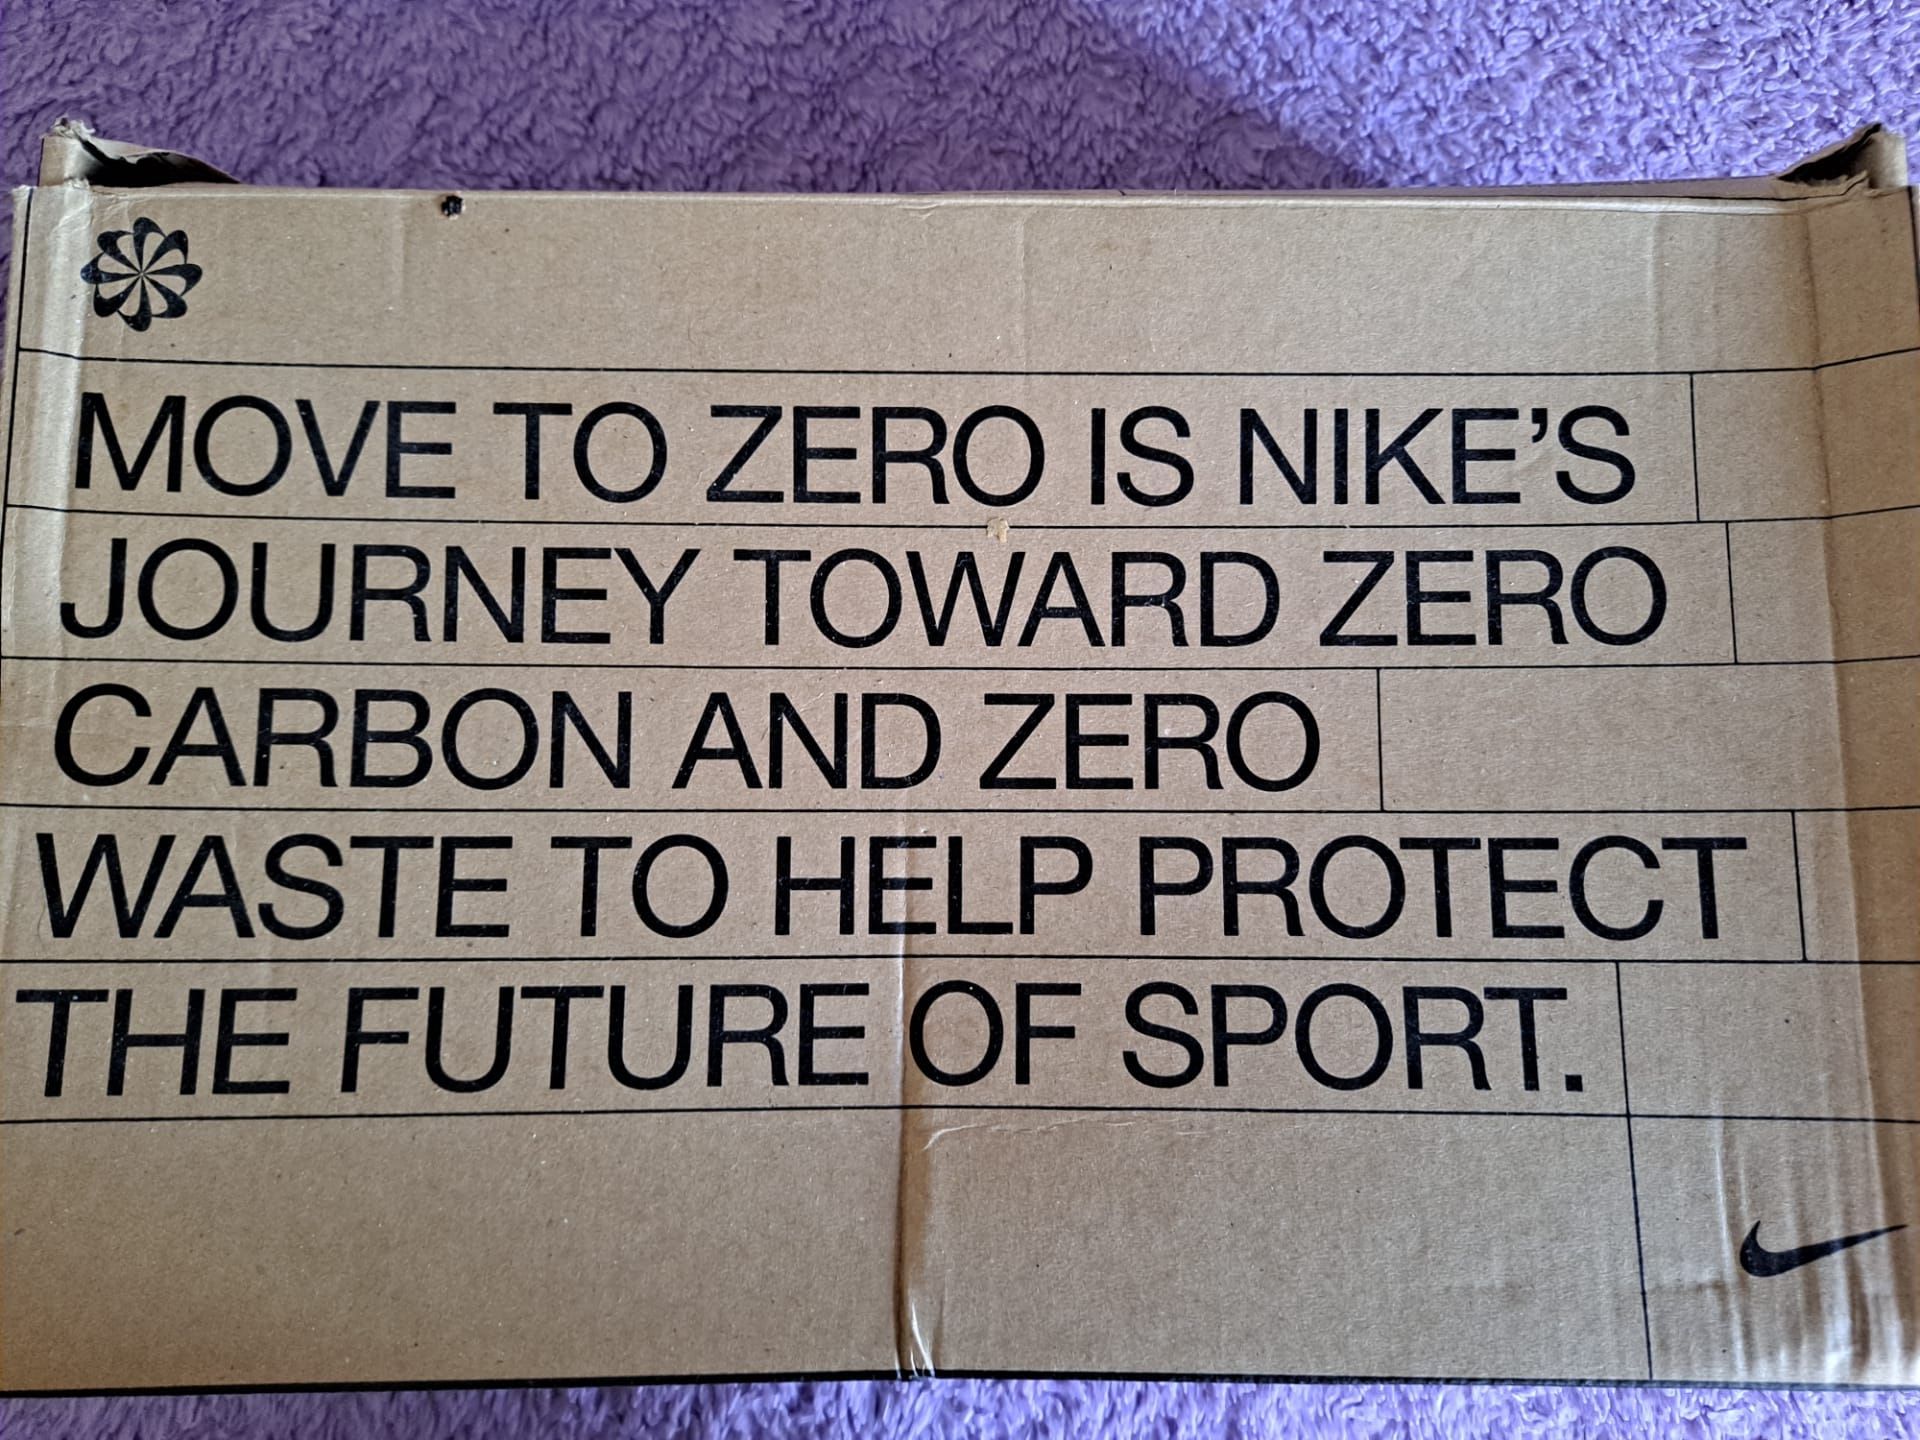 MOVE TO ZERO IS NIKE’S
JOURNEY TOWARD ZERO
CARBON AND ZERO
WASTE TO HELP PROTECT
THE FUTURE OF SPORT.